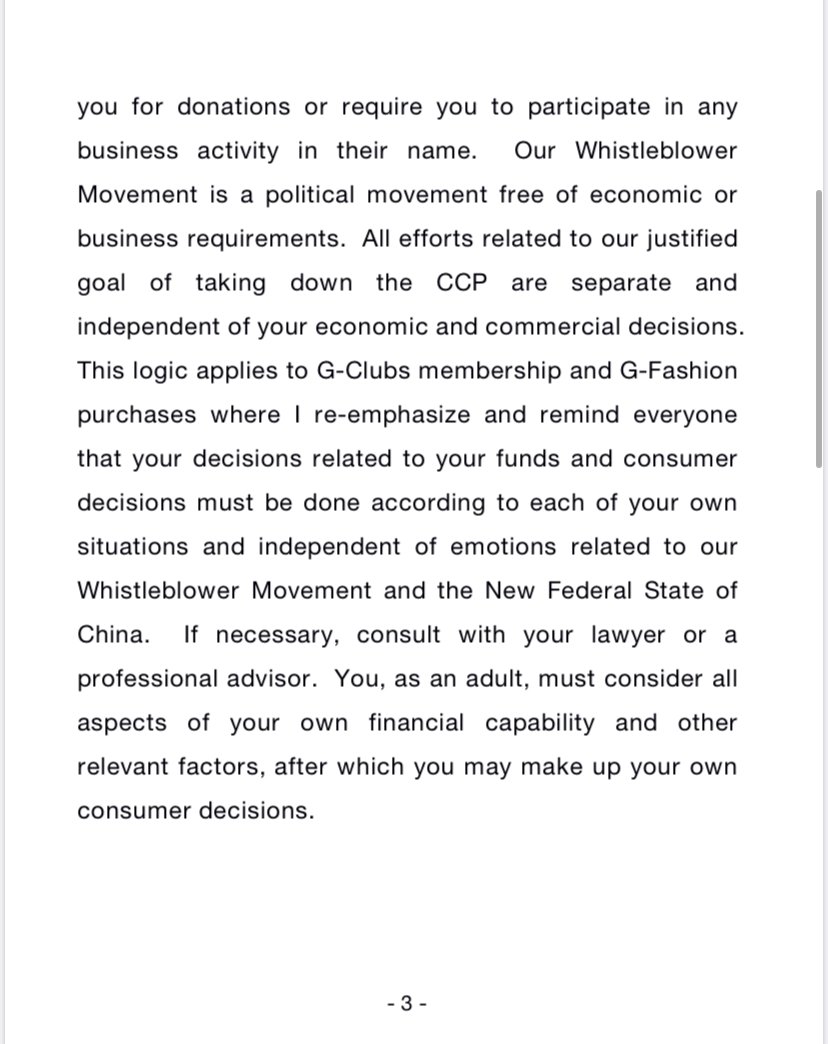 you for donations or require you to participate in any
business activity in their name.  Our Whistleblower
Movement is a political movement free of economic or
business requirements.  All efforts related to our justified
goal of taking down the CCP are separate and
independent of your economic and commercial decisions.
This logic applies to G-Clubs membership and G-Fashion
purchases where I re-emphasize and remind everyone
that your decisions related to your funds and consumer
decisions must be done according to each of your own
situations and independent of emotions related to our
Whistleblower Movement and the New Federal State of
China.  If necessary, consult with your lawyer or a
professional advisor.  You, as an adult, must consider all
aspects of your own financial capability and other
relevant factors, after which you may make up your own
consumer decisions.
- 3 -